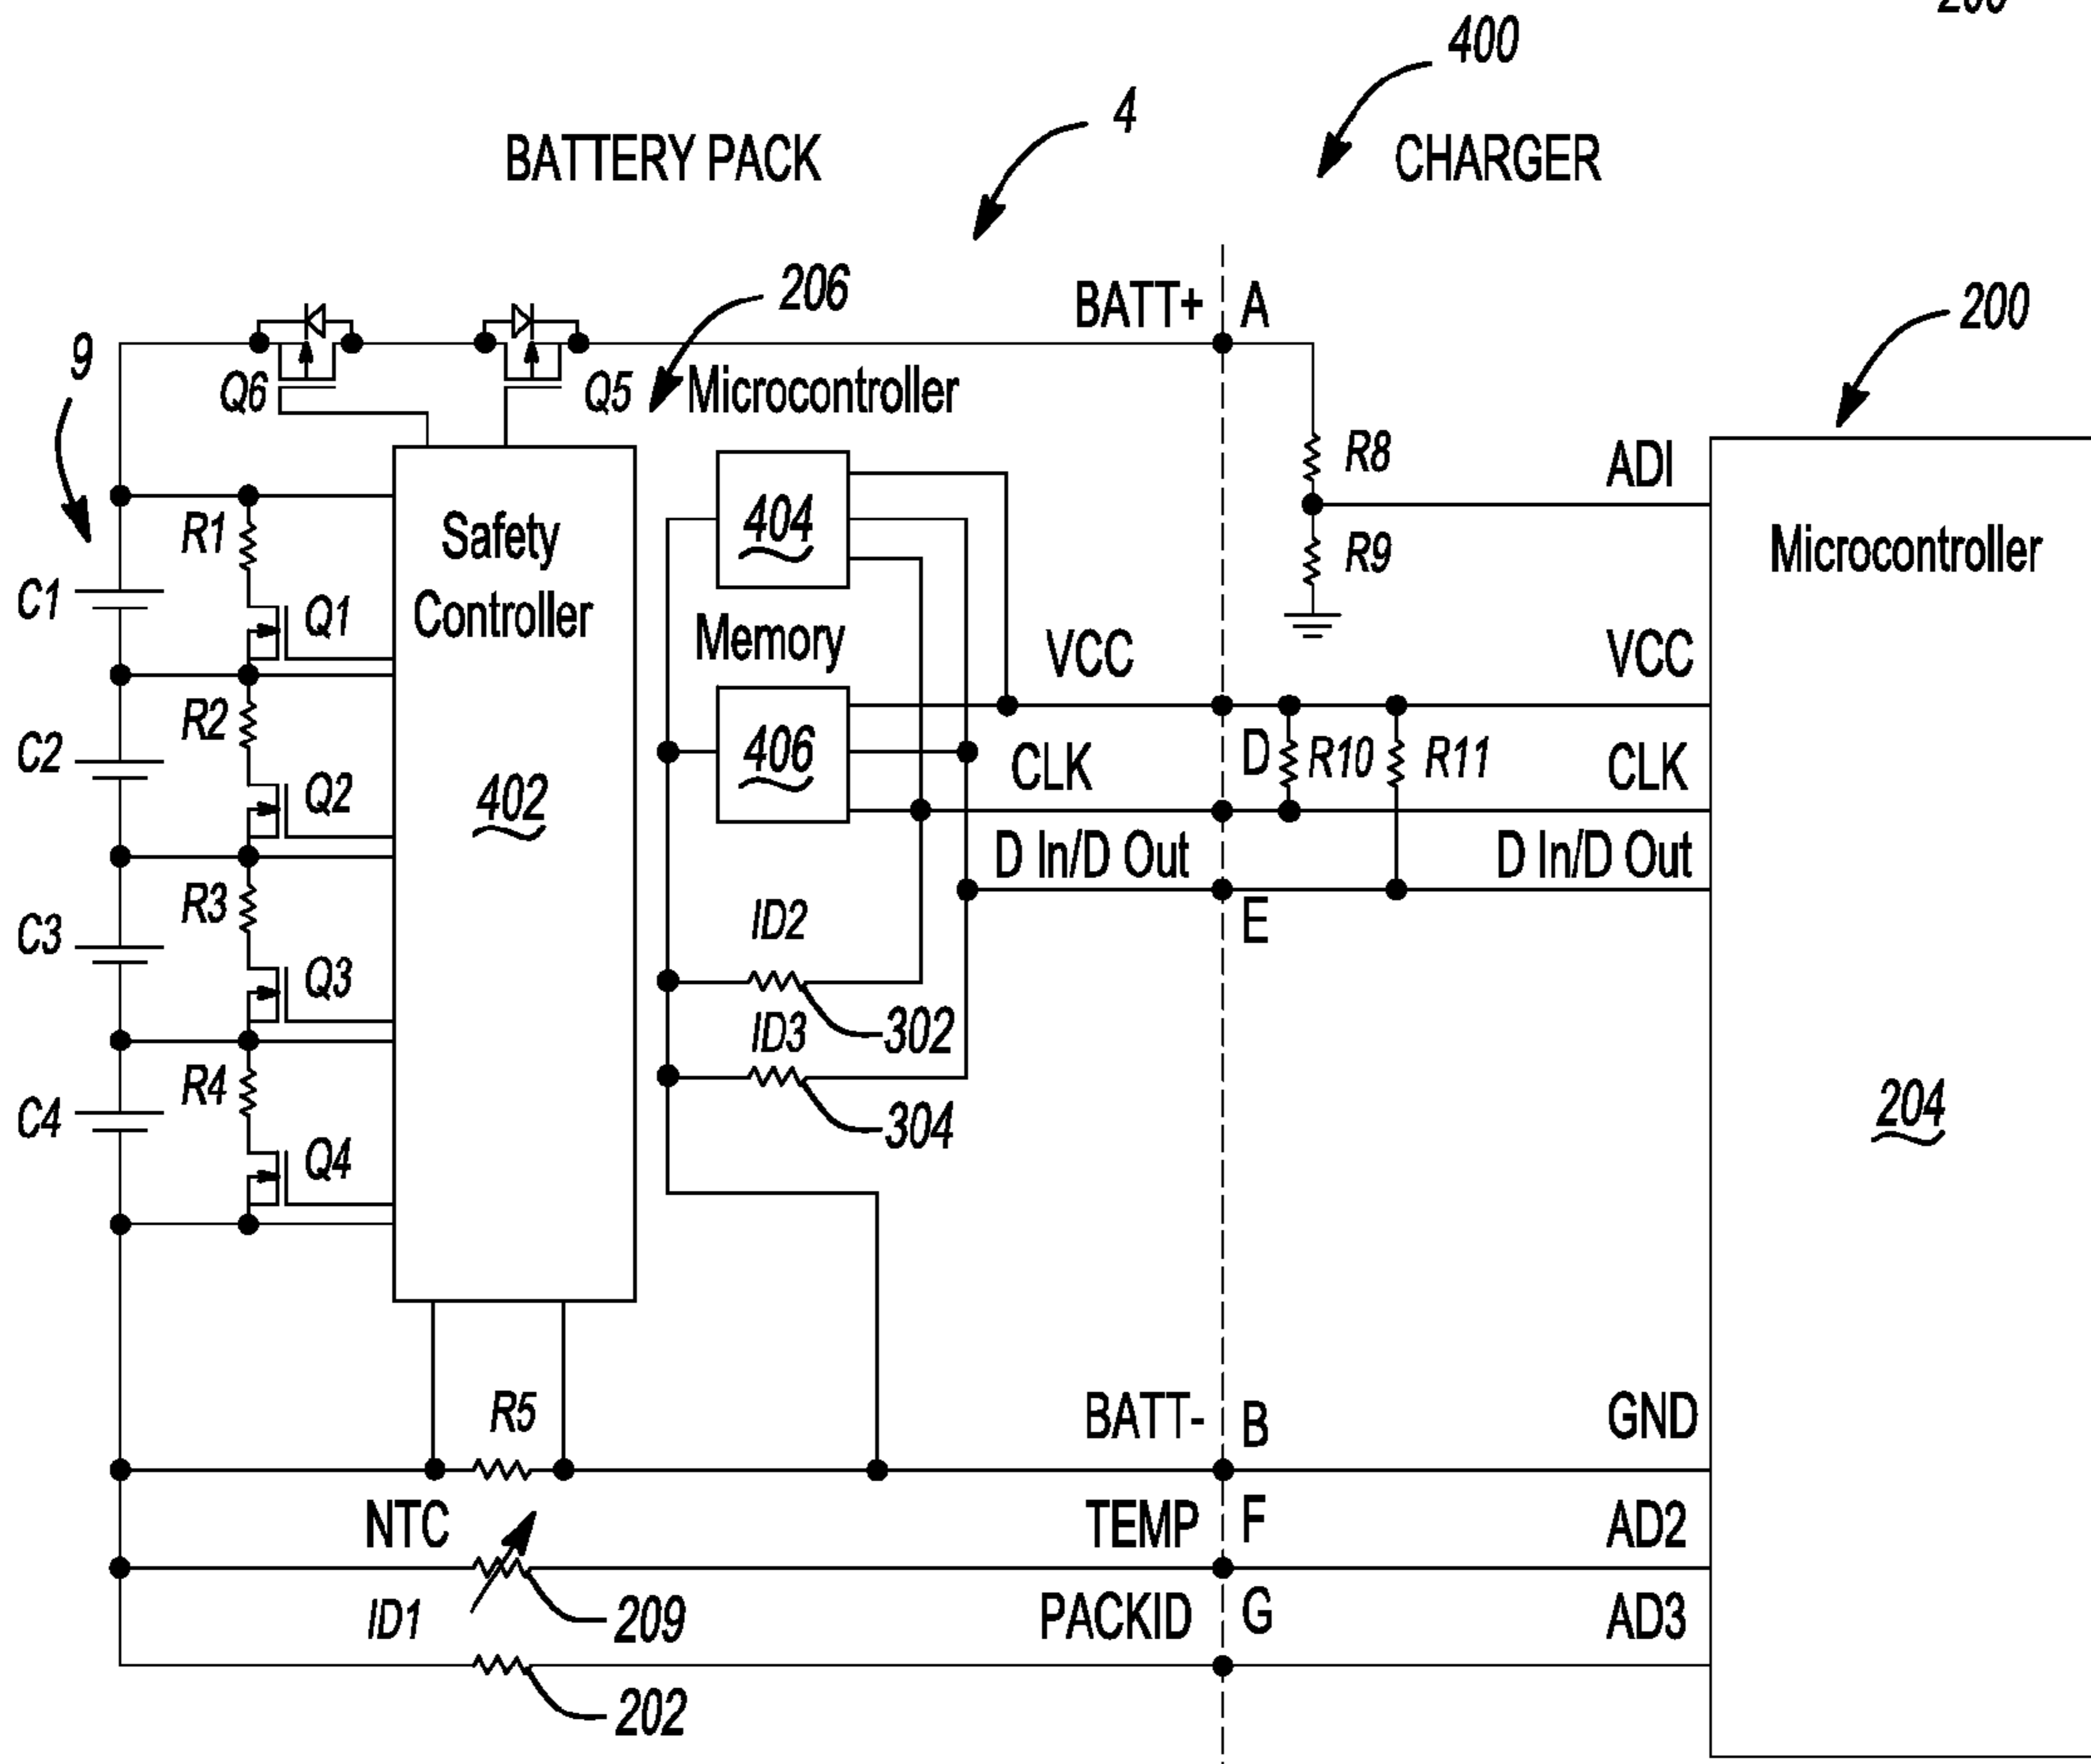 400
4
BATTERY PACK
CHARGER
206
BATT+ A
200
9
Q6
Q5
Microcontroller
R8
ADI
R1
Safety
Controller
404
R9
Microcontroller
C1
Q1
Memory
VCC
VCC
R2
C2
406
CLK
D
R10
R11
CLK
Q2
402
D In/D Out
D In/D Out
R3
C3
ID2
E
Q3
302
ID3
R4
C4
304
204
Q4
R5
BATT-
B
GND
NTC
TEMP
F
AD2
ID1
209
PACKID
G
AD3
202